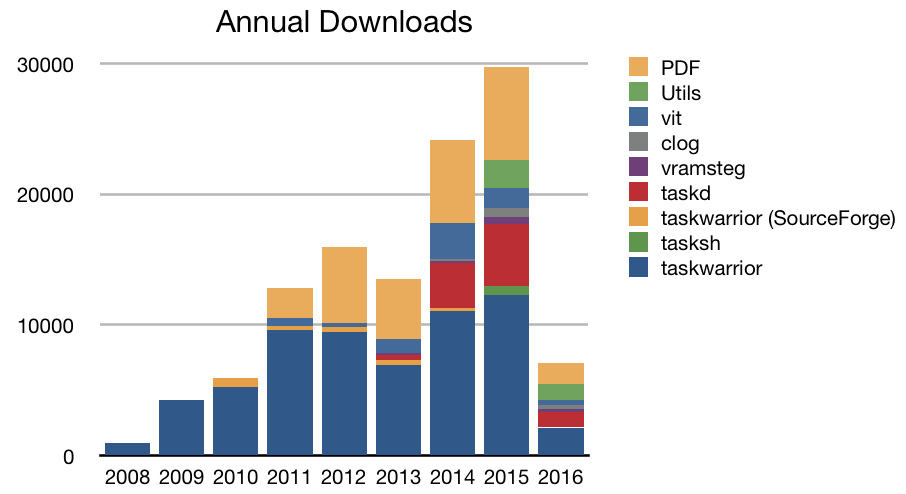 Annual Downloads
30000
20000
10000
0
2008 2009 2010 2011 2012 2013 2014 2015 2016
PDF
Utils
vit
clog
vramsteg
taskd
taskwarrior (SourceForge)
tasksh
taskwarrior